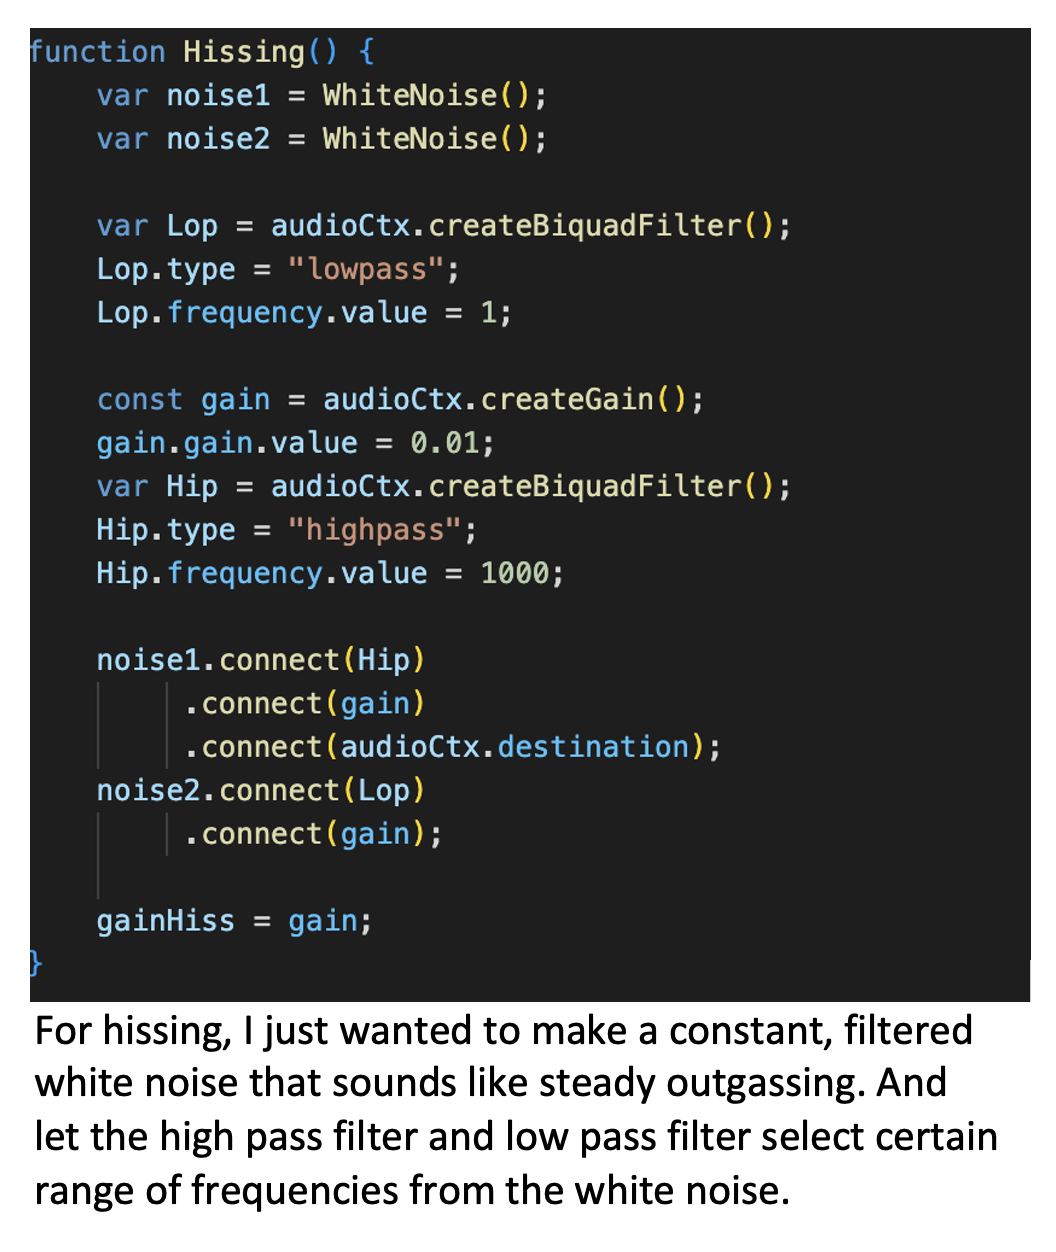 function Hissing() {
    var noise1 = WhiteNoise();
    var noise2 = WhiteNoise();
    var Lop = audioCtx.createBiquadFilter();
    Lop.type = "lowpass";
    Lop.frequency.value = 1;
    const gain = audioCtx.createGain();
    gain.gain.value = 0.01;
    var Hip = audioCtx.createBiquadFilter();
    Hip.type = "highpass";
    Hip.frequency.value = 1000;
    noise1.connect(Hip)
         .connect(gain)
         .connect(audioCtx.destination);
    noise2.connect(Lop)
         .connect(gain);
    gainHiss = gain;
}
For hissing, I just wanted to make a constant, filtered
white noise that sounds like steady outgassing. And
let the high pass filter and low pass filter select certain
range of frequencies from the white noise.